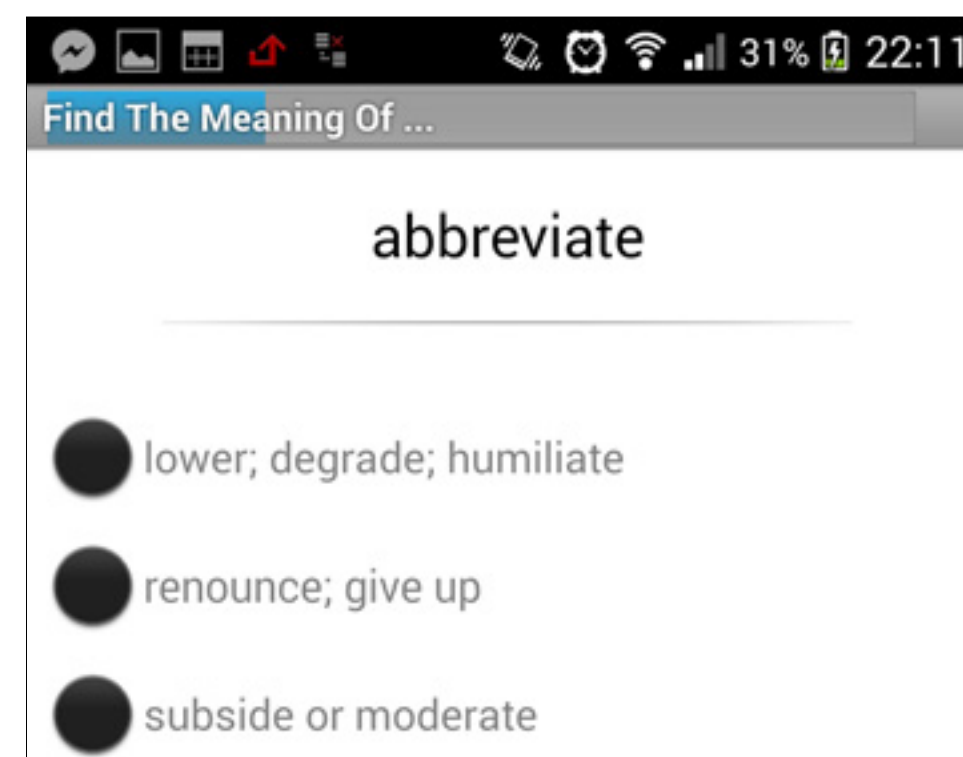 31% 22:11
Find The Meaning Of ...
abbreviate
lower; degrade; humiliate
renounce; give up
subside or moderate